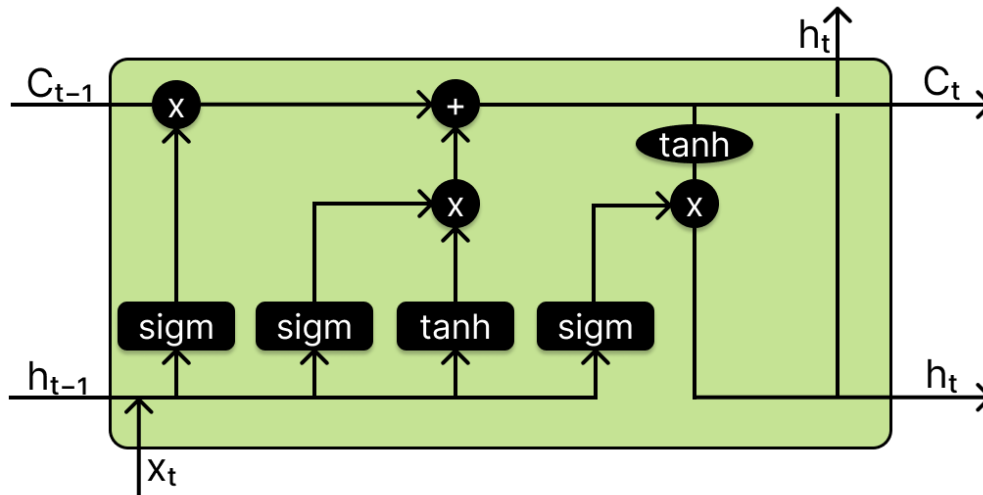 hₜ
Cₜ₋₁
Cₜ
x
+
tanh
x
x
sigm
sigm
tanh
sigm
hₜ₋₁
hₜ
xₜ